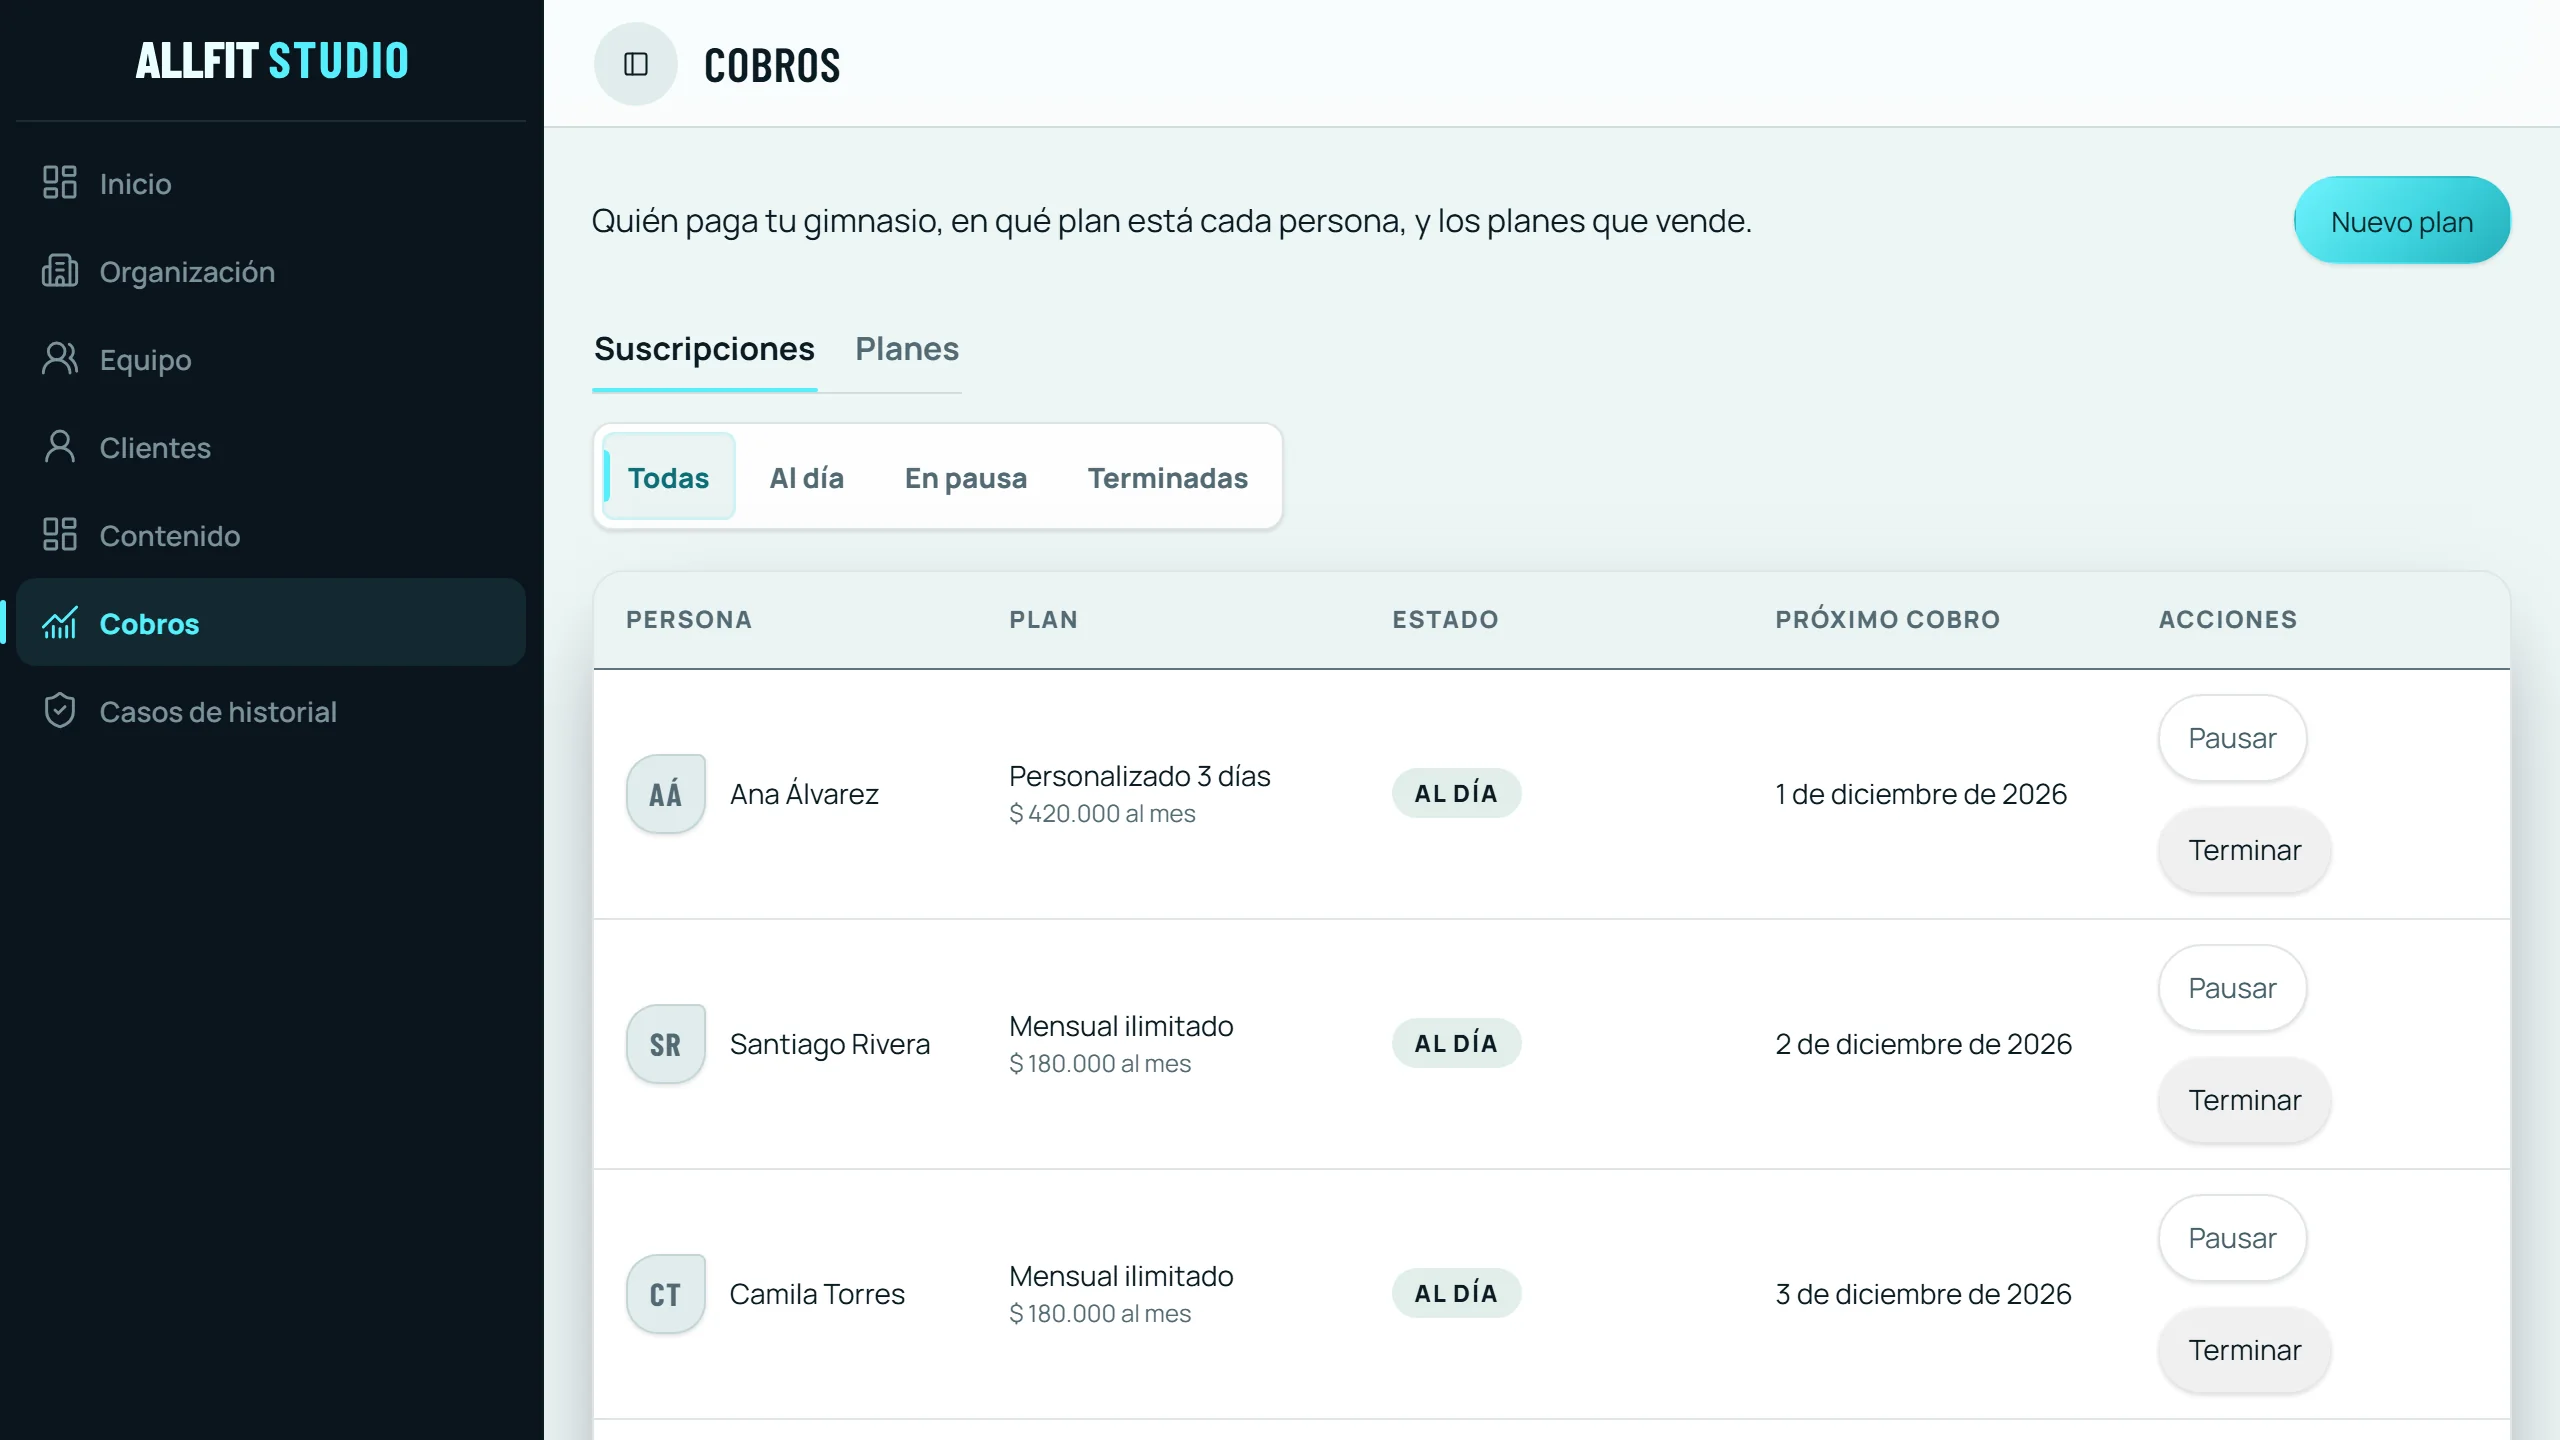 ALLFIT STUDIO
Inicio
Organización
Equipo
Clientes
Contenido
Cobros
Casos de historial
COBROS
Quién paga tu gimnasio, en qué plan está cada persona, y los planes que vende.
Nuevo plan
Suscripciones Planes
Todas Al día En pausa Terminadas
PERSONA PLAN ESTADO PRÓXIMO COBRO ACCIONES
AÁ Ana Álvarez
Personalizado 3 días
$ 420.000 al mes
AL DÍA
1 de diciembre de 2026
Pausar
Terminar
SR Santiago Rivera
Mensual ilimitado
$ 180.000 al mes
AL DÍA
2 de diciembre de 2026
Pausar
Terminar
CT Camila Torres
Mensual ilimitado
$ 180.000 al mes
AL DÍA
3 de diciembre de 2026
Pausar
Terminar